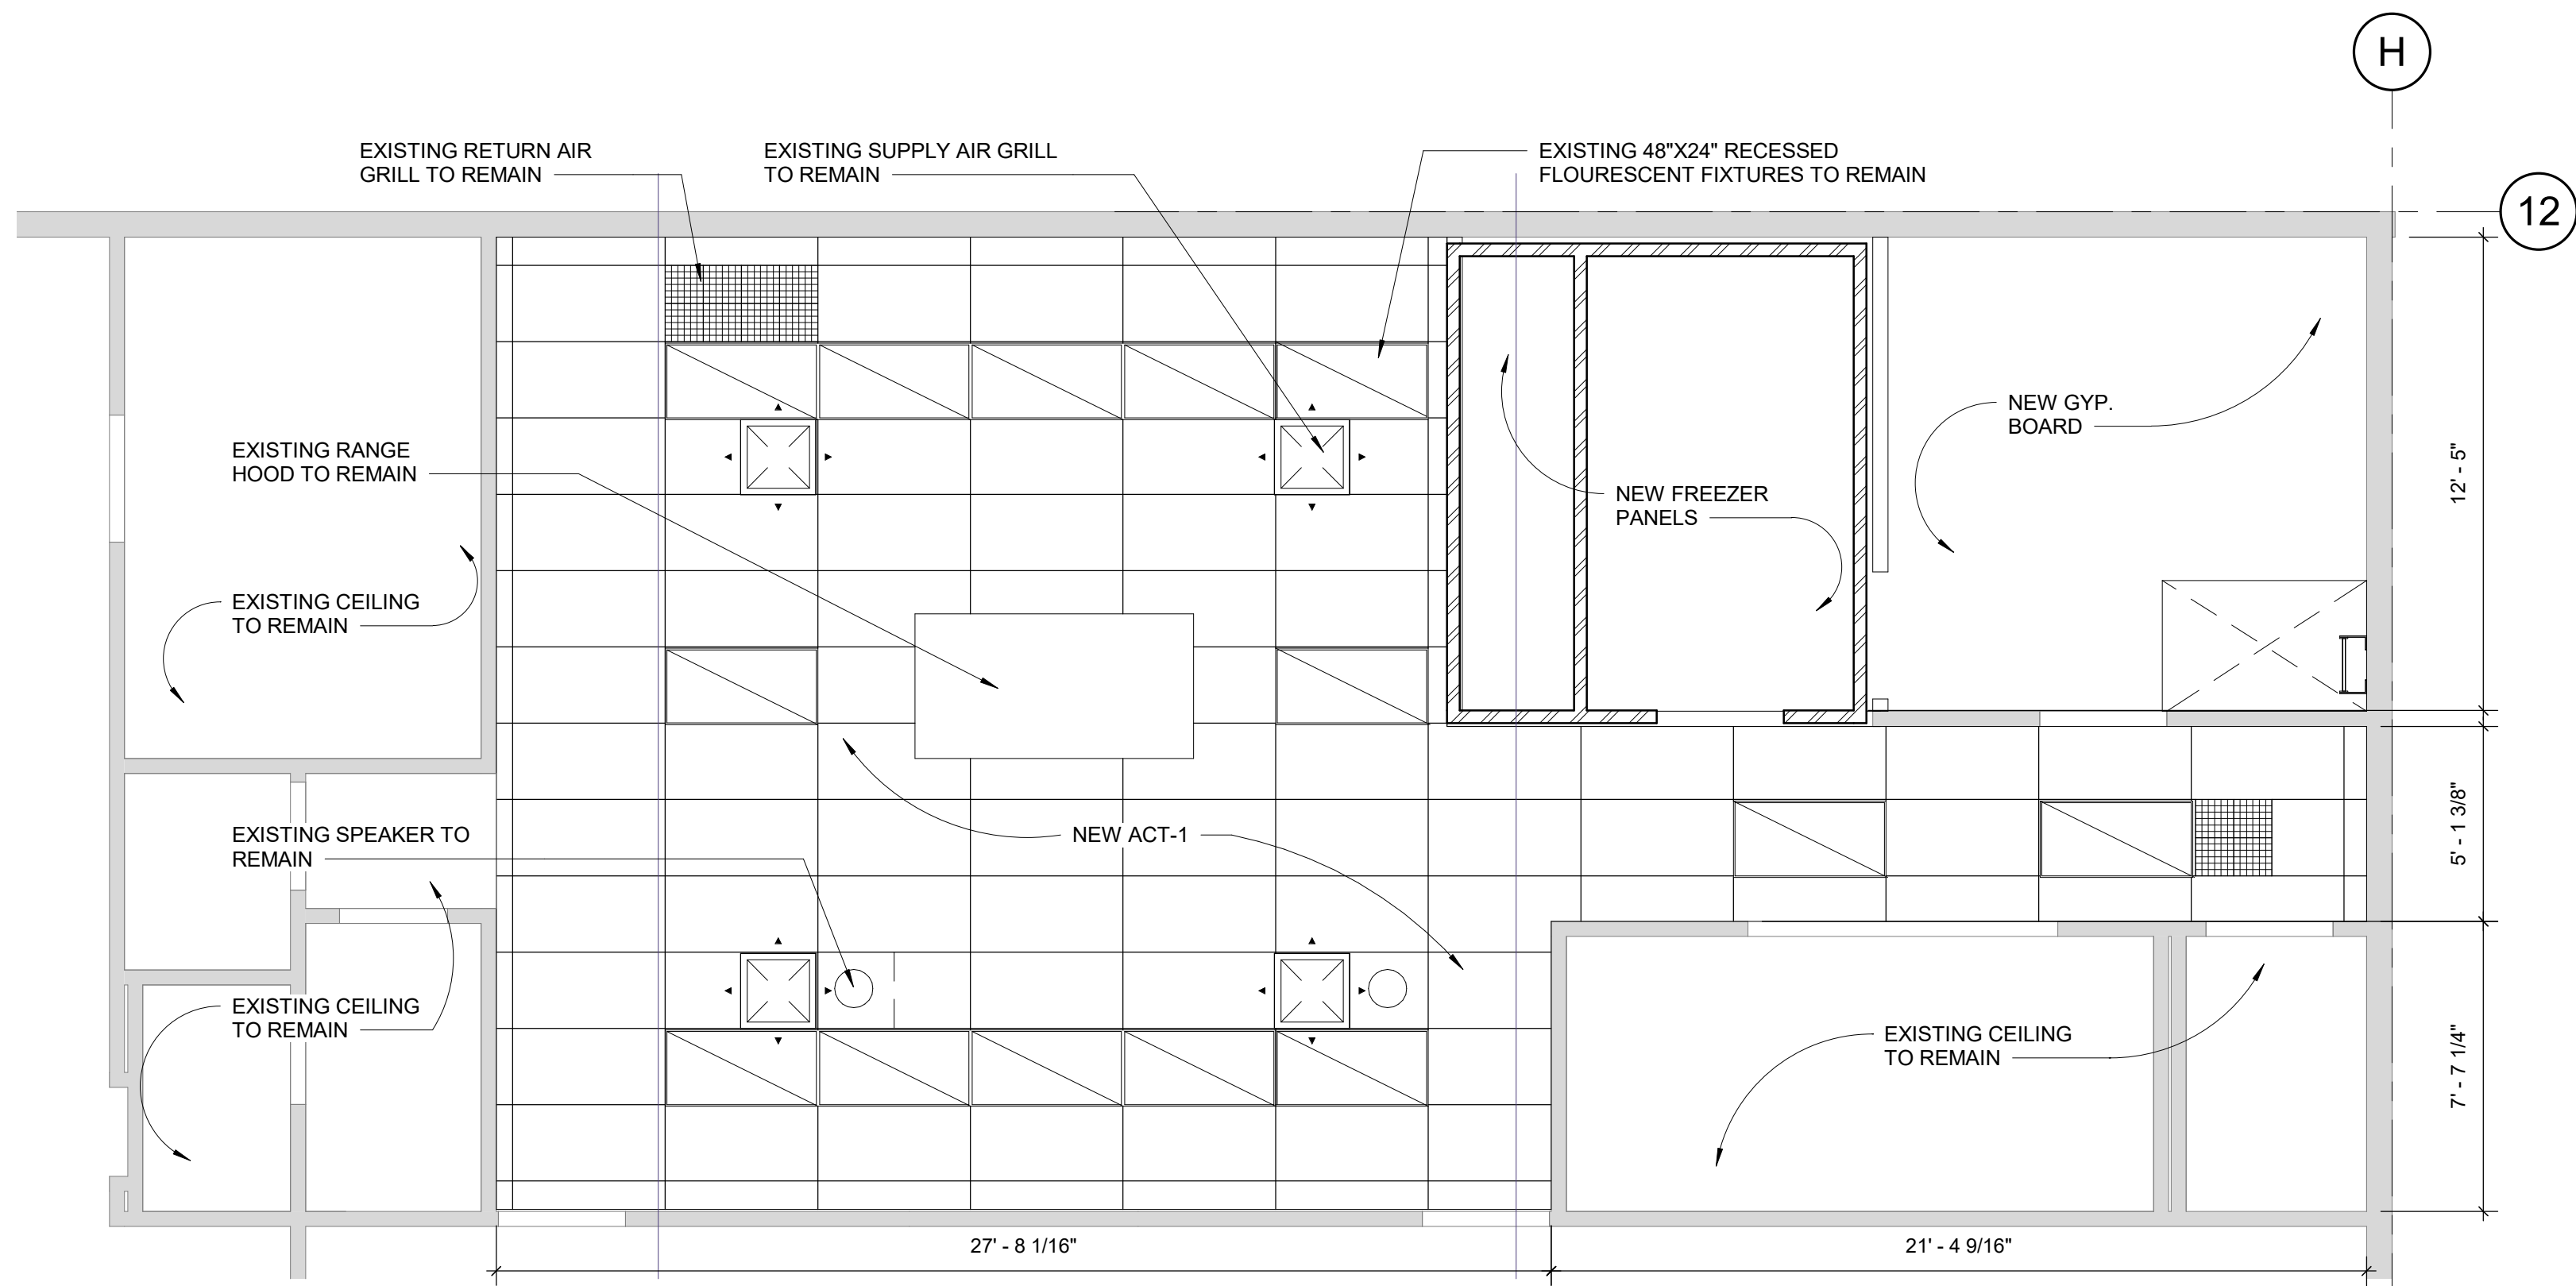 H
EXISTING RETURN AIR
GRILL TO REMAIN
EXISTING SUPPLY AIR GRILL
TO REMAIN
EXISTING 48"X24" RECESSED
FLOURESCENT FIXTURES TO REMAIN
12
NEW GYP.
BOARD
EXISTING RANGE
HOOD TO REMAIN
12' - 5"
NEW FREEZER
PANELS
EXISTING CEILING
TO REMAIN
EXISTING SPEAKER TO
REMAIN
NEW ACT-1
5' - 1 3/8"
EXISTING CEILING
TO REMAIN
EXISTING CEILING
TO REMAIN
7' - 7 1/4"
27' - 8 1/16"
21' - 4 9/16"